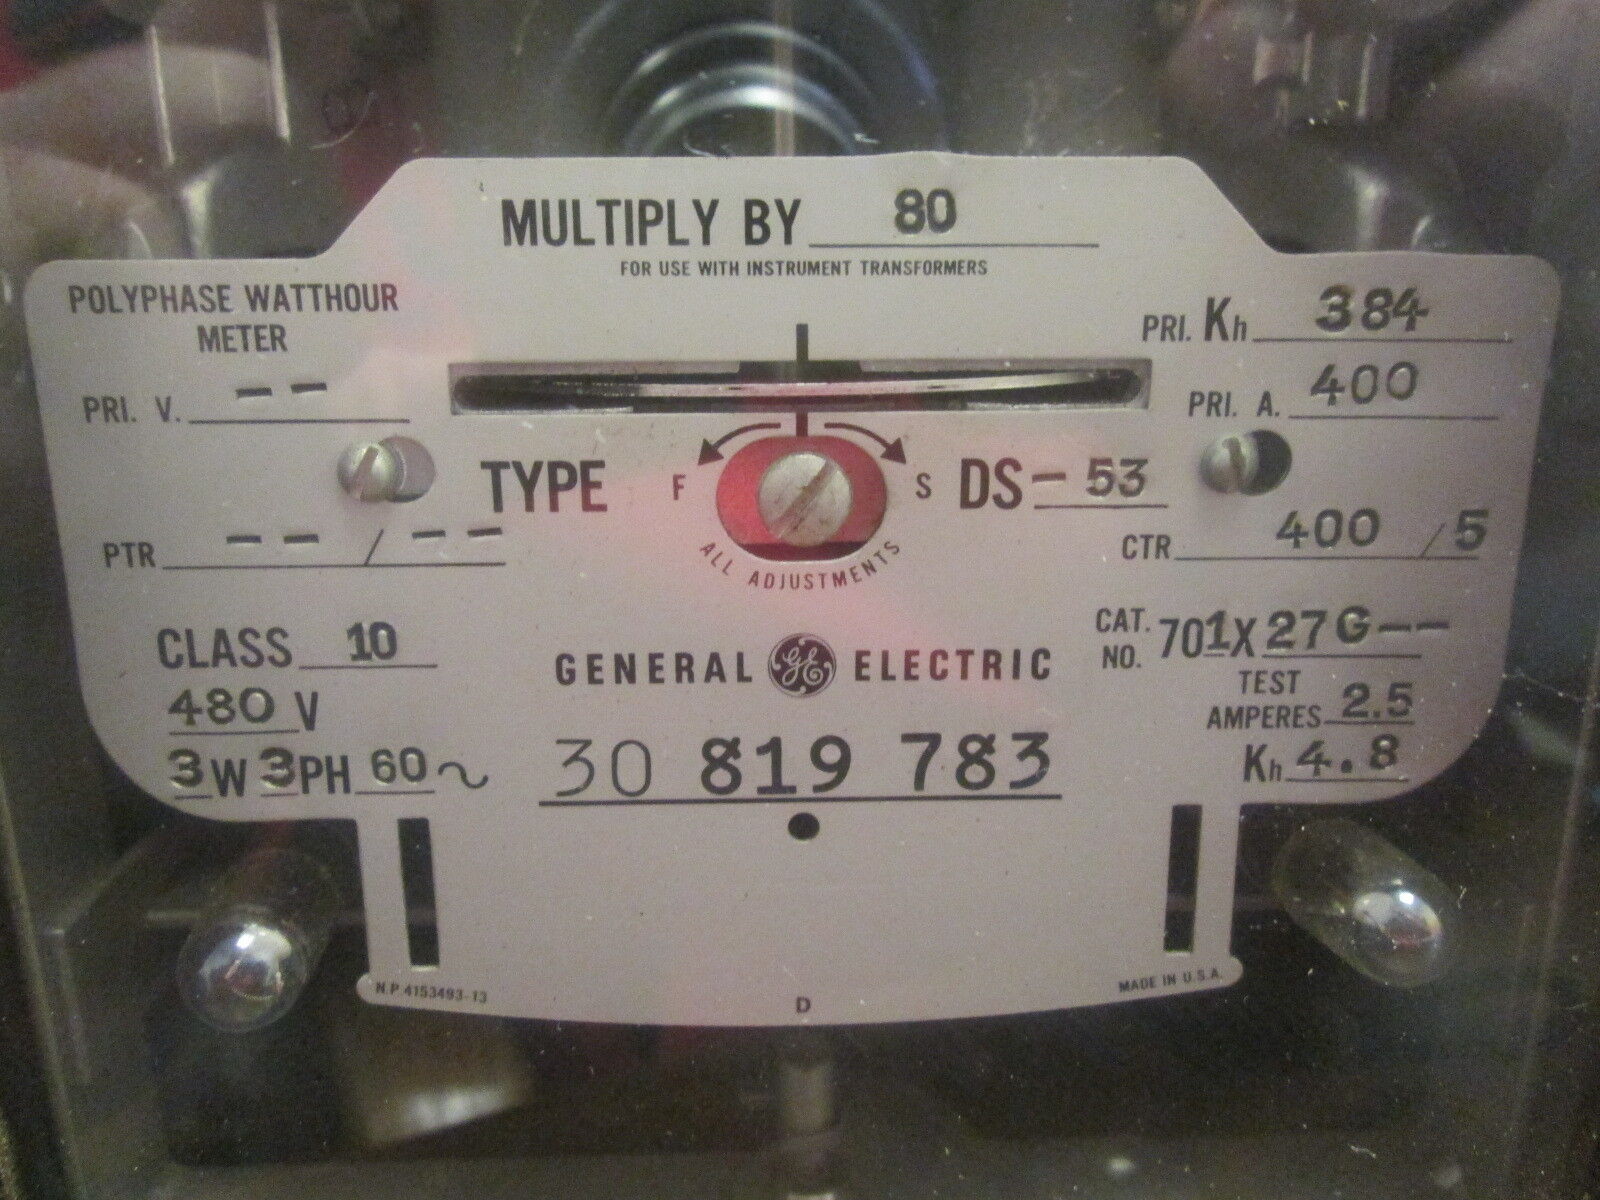 MULTIPLY BY 80
FOR USE WITH INSTRUMENT TRANSFORMERS
POLYPHASE WATTHOUR
METER
PRI. V. - -
PRI. Kh 384
PRI. A. 400
TYPE F S DS-53
ALL ADJUSTMENTS
PTR - - / - -
CTR 400 / 5
CLASS 10
480 V
3W 3PH 60~
GENERAL GE ELECTRIC
30 819 783
CAT. NO. 701X27G--
TEST
AMPERES 2.5
Kh 4.8
N.P. 4153493-13
D
MADE IN U.S.A.